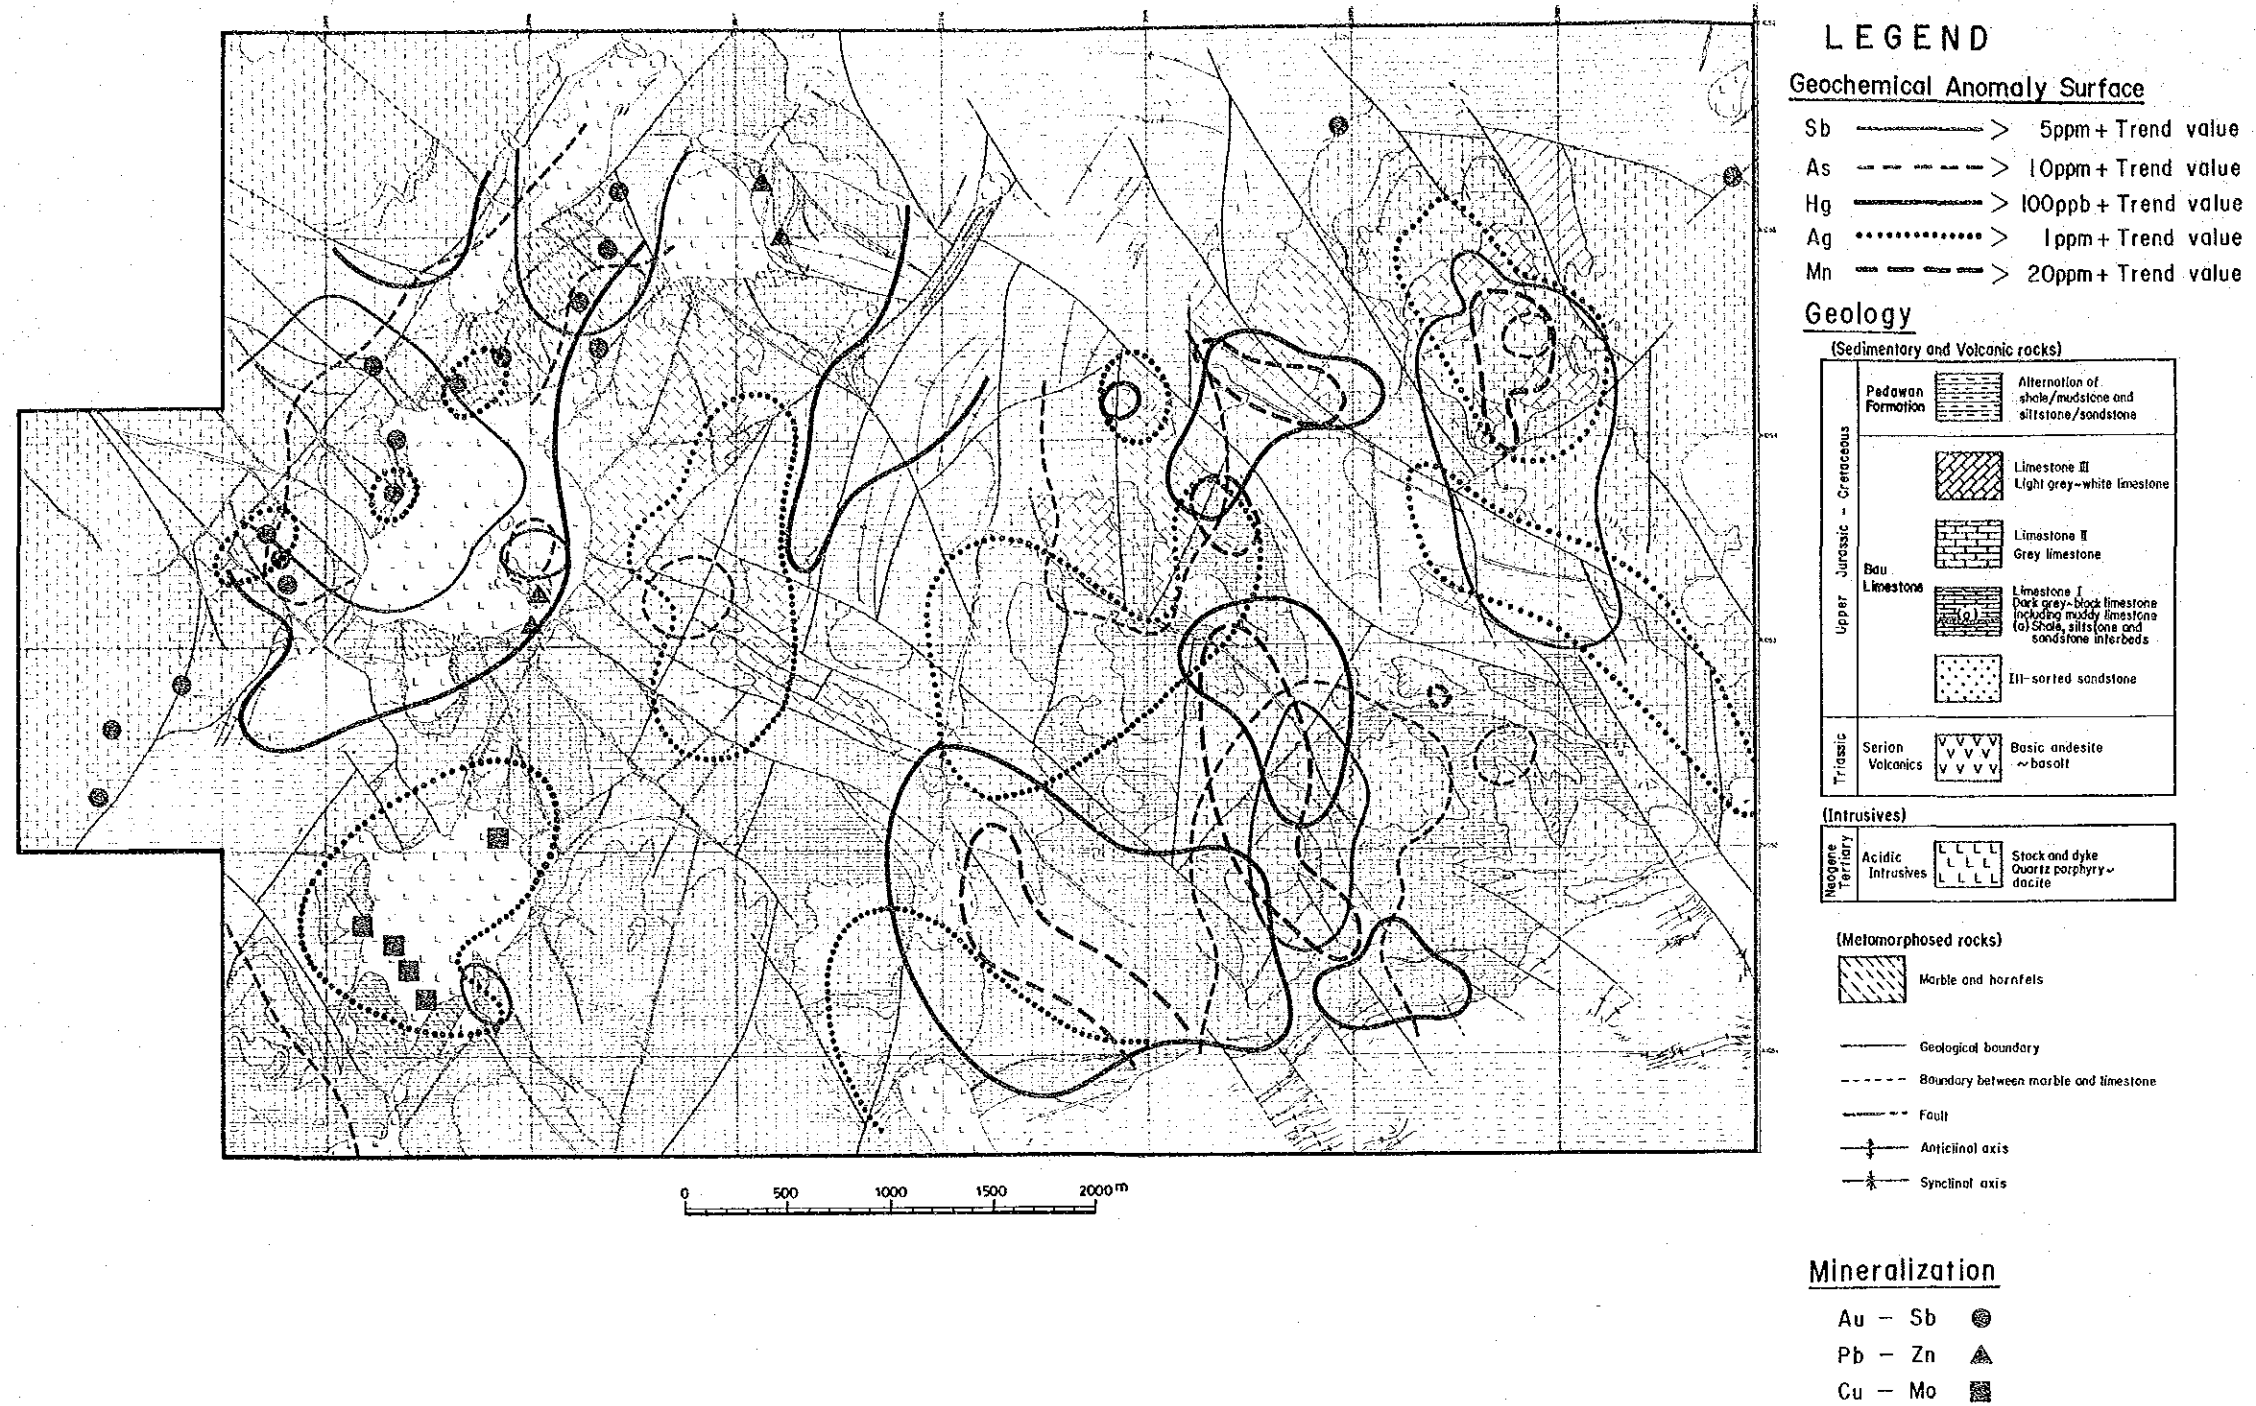 LEGEND
Geochemical Anomaly Surface
Sb > 5ppm + Trend value
As > 10ppm + Trend value
Hg > 100ppb + Trend value
Ag > 1ppm + Trend value
Mn > 20ppm + Trend value
Geology
(Sedimentary and Volcanic rocks)
Upper Jurassic - Cretaceous
Pedawan
Formation
Alternation of
shale/mudstone and
siltstone/sandstone
Bau
Limestone
Limestone III
Light grey~white limestone
Limestone II
Grey limestone
(a)
Limestone I
Dark grey~black limestone
including muddy limestone
(a) Shale, siltstone and
sandstone interbeds
Ill-sorted sandstone
Triassic
Serian
Volcanics
Basic andesite
~ basalt
(Intrusives)
Neogene
Tertiary
Acidic
Intrusives
Stock and dyke
Quartz porphyry~
dacite
(Metamorphosed rocks)
Marble and hornfels
Geological boundary
Boundary between marble and limestone
Fault
Anticlinal axis
Synclinal axis
0 500 1000 1500 2000m
Mineralization
Au - Sb
Pb - Zn
Cu - Mo